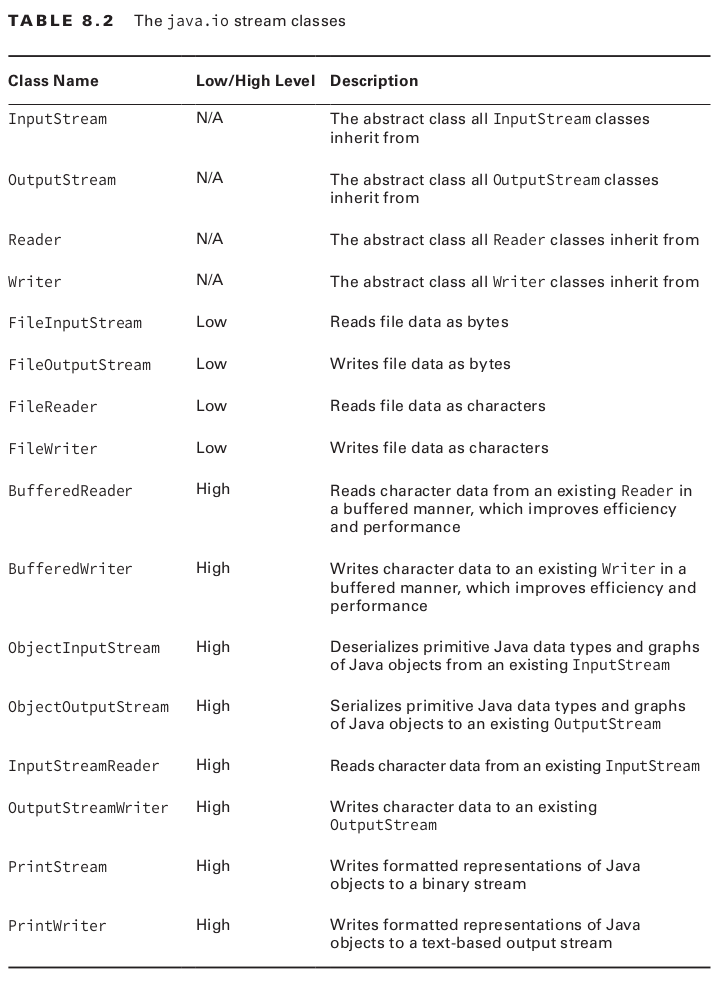 TABLE 8.2 The java.io stream classes
Class Name Low/High Level Description
InputStream N/A The abstract class all InputStream classes
inherit from
OutputStream N/A The abstract class all OutputStream classes
inherit from
Reader N/A The abstract class all Reader classes inherit from
Writer N/A The abstract class all Writer classes inherit from
FileInputStream Low Reads file data as bytes
FileOutputStream Low Writes file data as bytes
FileReader Low Reads file data as characters
FileWriter Low Writes file data as characters
BufferedReader High Reads character data from an existing Reader in
a buffered manner, which improves efficiency
and performance
BufferedWriter High Writes character data to an existing Writer in a
buffered manner, which improves efficiency and
performance
ObjectInputStream High Deserializes primitive Java data types and graphs
of Java objects from an existing InputStream
ObjectOutputStream High Serializes primitive Java data types and graphs
of Java objects to an existing OutputStream
InputStreamReader High Reads character data from an existing InputStream
OutputStreamWriter High Writes character data to an existing
OutputStream
PrintStream High Writes formatted representations of Java
objects to a binary stream
PrintWriter High Writes formatted representations of Java
objects to a text-based output stream